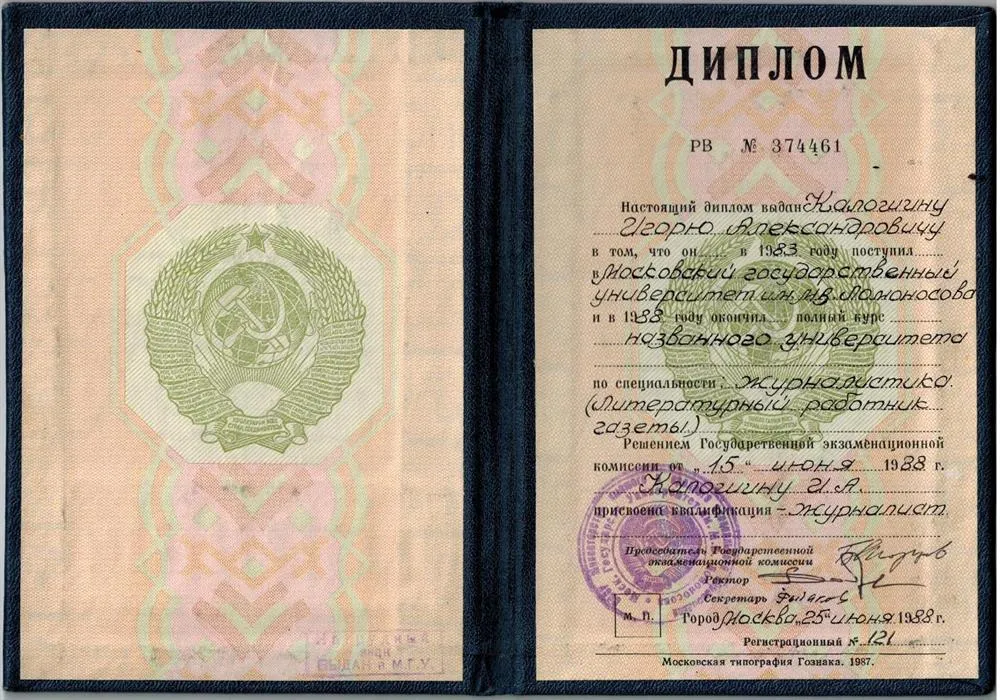 ВЫДАН в М.Г.У.
ДИПЛОМ
РВ № 374461
Настоящий диплом выдан Калогину
Игорю Александровичу
в том, что он в 1983 году поступил
в Московский государственный
университет им. М.В. Ломоносова
и в 1988 году окончил полный курс
названного университета
по специальности журналистика.
(Литературный работник
газеты.)
Решением Государственной экзаменационной
комиссии от „15“ июня 1988 г.
И.А.
присвоена квалификация - журналист
Председатель Государственной
экзаменационной комиссии
Ректор
Секретарь
М. П.
Город Москва „25“ июня 1988 г.
Регистрационный № 121
Московская типография Гознака. 1987.